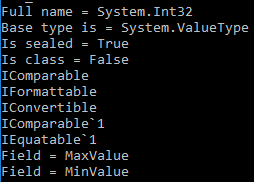 Full name = System.Int32
Base type is = System.ValueType
Is sealed = True
Is class = False
IComparable
IFormattable
IConvertible
IComparable`1
IEquatable`1
Field = MaxValue
Field = MinValue